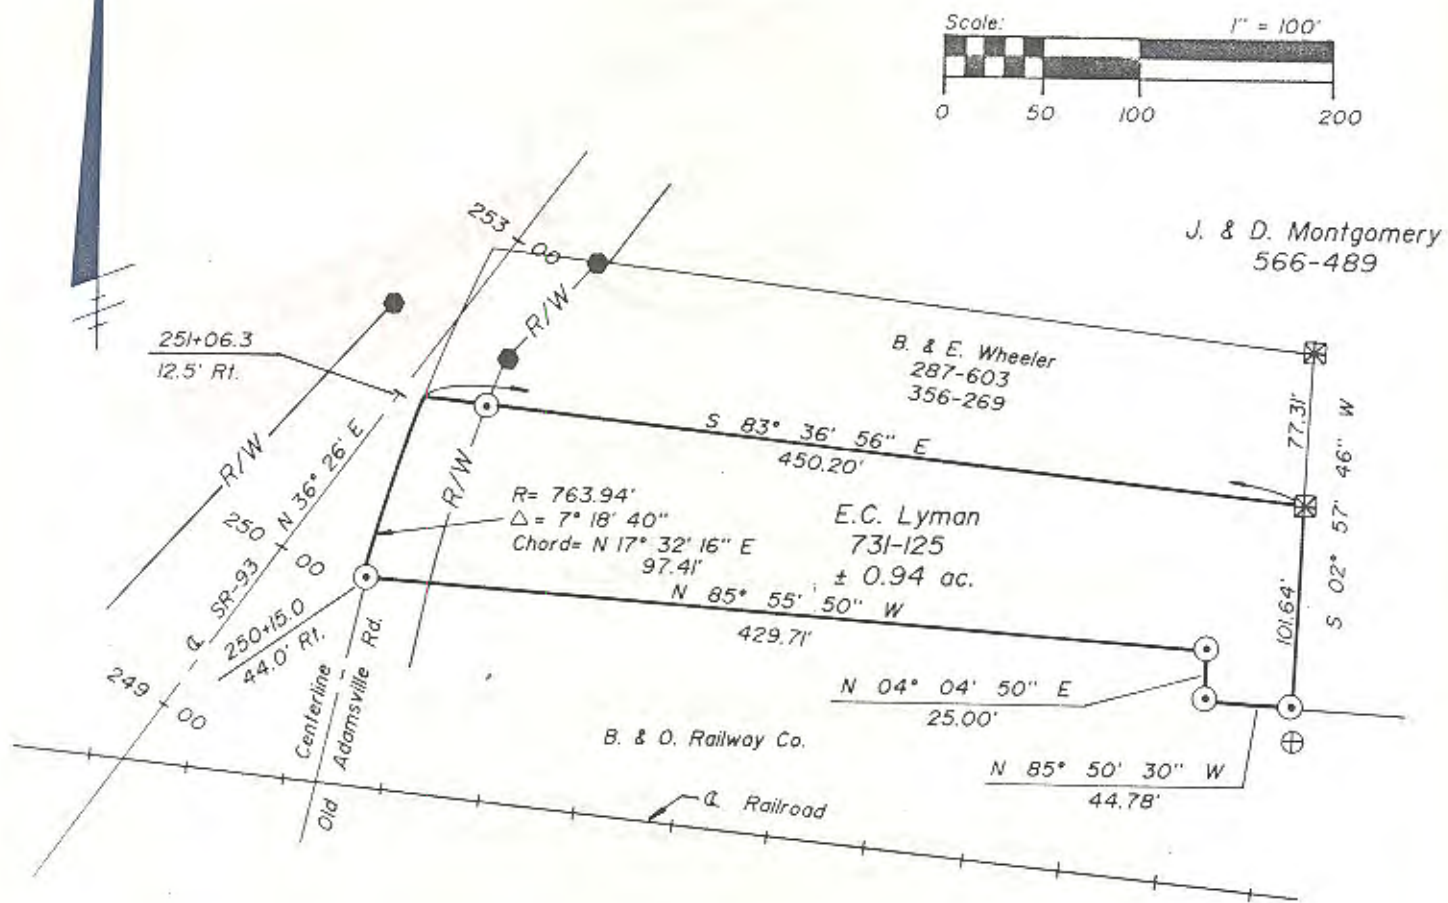 Scale: 1" = 100'
0 50 100 200
253
00
J. & D. Montgomery
566-489
R/W
251+06.3
12.5' Rt.
B. & E. Wheeler
287-603
356-269
77.31'
S 02° 57' 46" W
S 83° 36' 56" E
450.20'
R/W
N 36° 26' E
R/W
R= 763.94'
Δ = 7° 18' 40"
Chord= N 17° 32' 16" E
97.41'
E.C. Lyman
731-125
± 0.94 ac.
250
00
SR-93
N 85° 55' 50" W
429.71'
101.64'
250+15.0
44.0' Rt.
249
00
Centerline
Old Adamsville Rd.
N 04° 04' 50" E
25.00'
B. & O. Railway Co.
N 85° 50' 30" W
44.78'
℄ Railroad